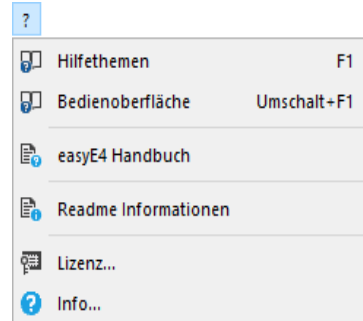 ?
Hilfethemen F1
Bedienoberfläche Umschalt+F1
easyE4 Handbuch
Readme Informationen
Lizenz...
Info...